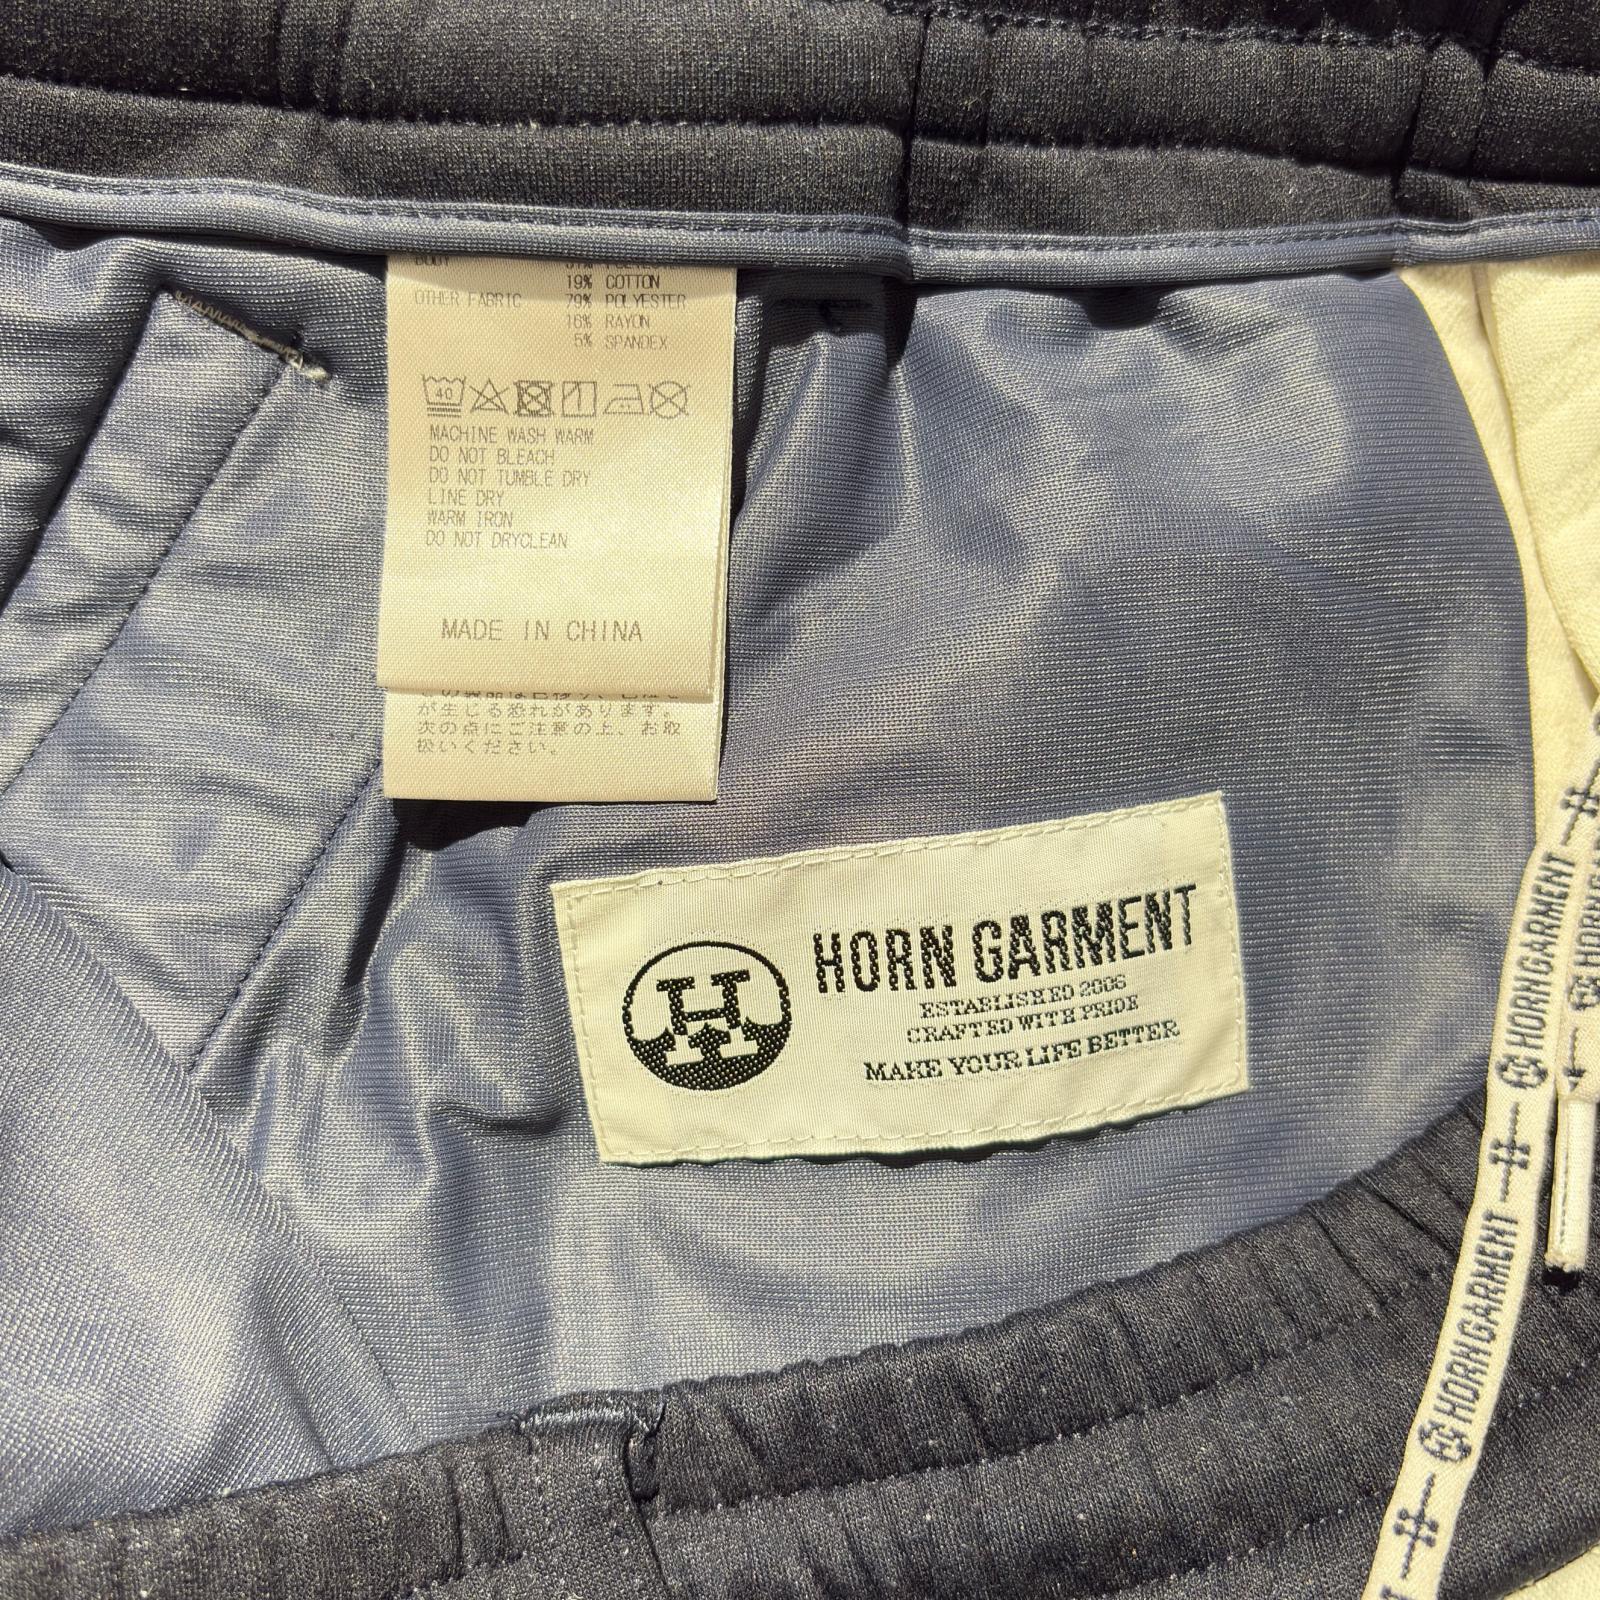 19% COTTON
OTHER FABRIC 79% POLYESTER
16% RAYON
5% SPANDEX
40
MACHINE WASH WARM
DO NOT BLEACH
DO NOT TUMBLE DRY
LINE DRY
WARM IRON
DO NOT DRYCLEAN
MADE IN CHINA
が生じる恐れがあります。
次の点にご注意の上、お取
扱いください。
H
HORN GARMENT
ESTABLISHED 2006
CRAFTED WITH PRIDE
MAKE YOUR LIFE BETTER
HORNGARMENT
HORNGARMENT
HORNGARMENT